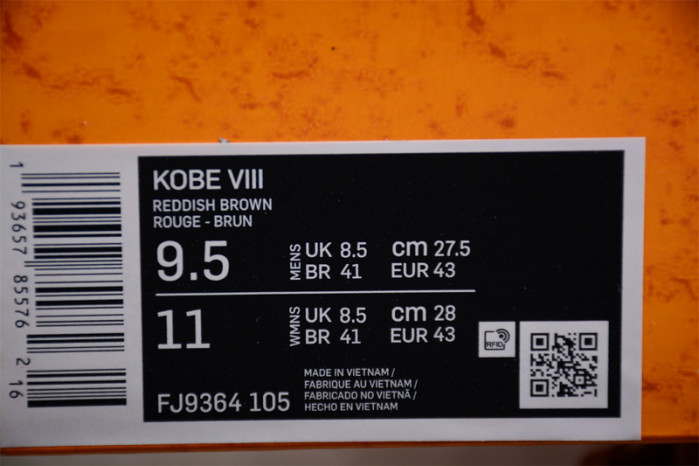 KOBE VIII
REDDISH BROWN
ROUGE - BRUN
9.5 MENS UK 8.5 cm 27.5
BR 41 EUR 43
11 WMNS UK 8.5 cm 28
BR 41 EUR 43
RFID
MADE IN VIETNAM /
FABRIQUE AU VIETNAM /
FABRICADO NO VIETNÃ /
HECHO EN VIETNAM
FJ9364 105
1 93657 85576 2 16